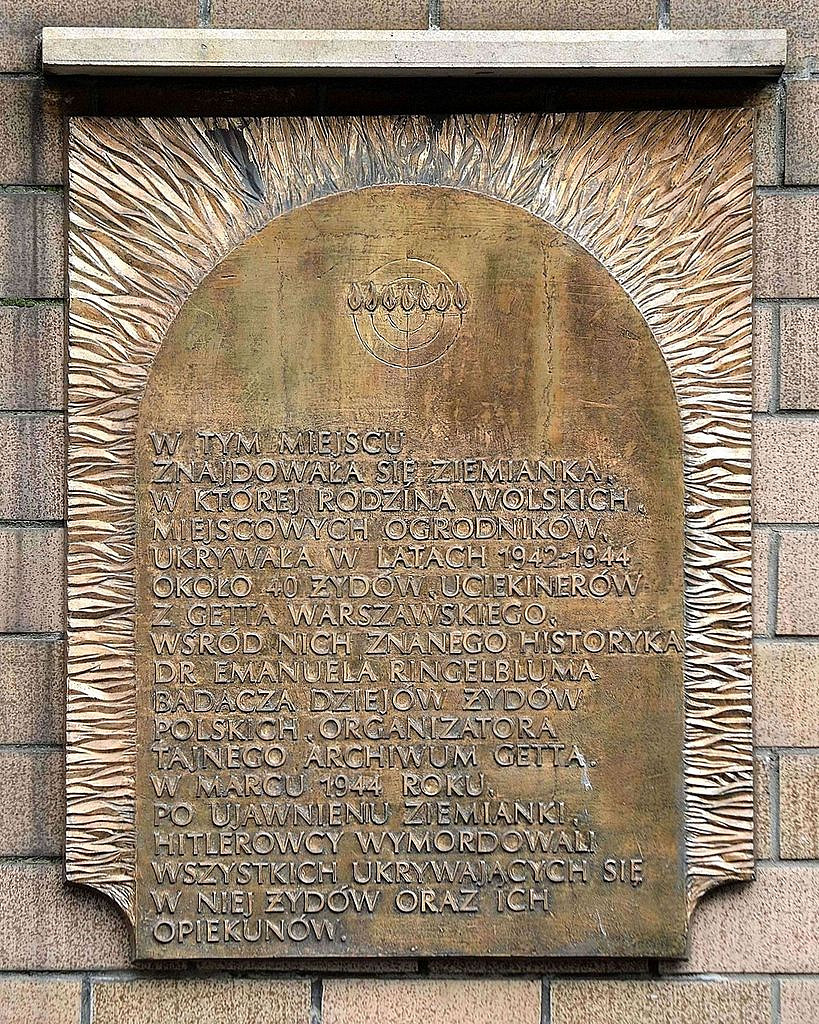 W TYM MIEJSCU
ZNAJDOWAŁA SIĘ ZIEMIANKA,
W KTÓREJ RODZINA WOLSKICH,
MIEJSCOWYCH OGRODNIKÓW,
UKRYWAŁA W LATACH 1942-1944
OKOŁO 40 ŻYDÓW, UCIEKINERÓW
Z GETTA WARSZAWSKIEGO,
WŚRÓD NICH ZNANEGO HISTORYKA
DR EMANUELA RINGELBLUMA
BADACZA DZIEJÓW ŻYDÓW
POLSKICH, ORGANIZATORA
TAJNEGO ARCHIWUM GETTA.
W MARCU 1944 ROKU,
PO UJAWNIENIU ZIEMIANKI,
HITLEROWCY WYMORDOWALI
WSZYSTKICH UKRYWAJĄCYCH SIĘ
W NIEJ ŻYDÓW ORAZ ICH
OPIEKUNÓW.